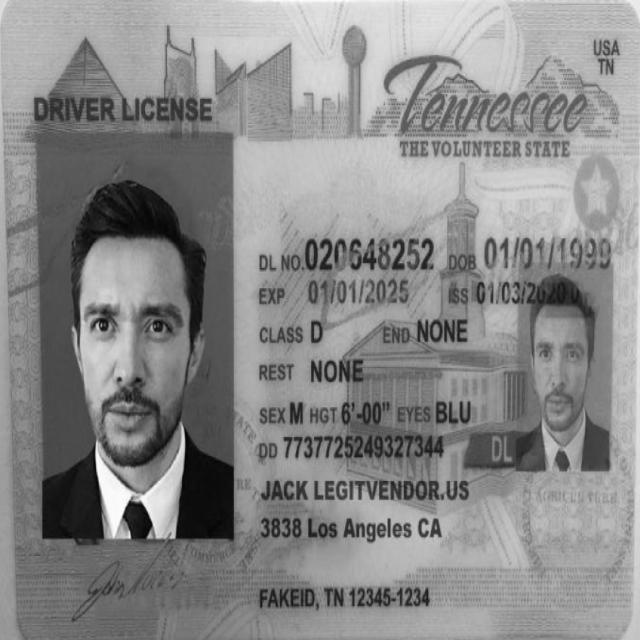 USA
TN
DRIVER LICENSE
Tennessee
THE VOLUNTEER STATE
DL NO. 020648252 DOB 01/01/1999
EXP 01/01/2025 ISS 01/03/2020
CLASS D END NONE
REST NONE
SEX M HGT 6'-00" EYES BLU
DD 7737725249327344
DL
JACK LEGITVENDOR.US
3838 Los Angeles CA
FAKEID, TN 12345-1234
AGRICULTURE
COMMERCE